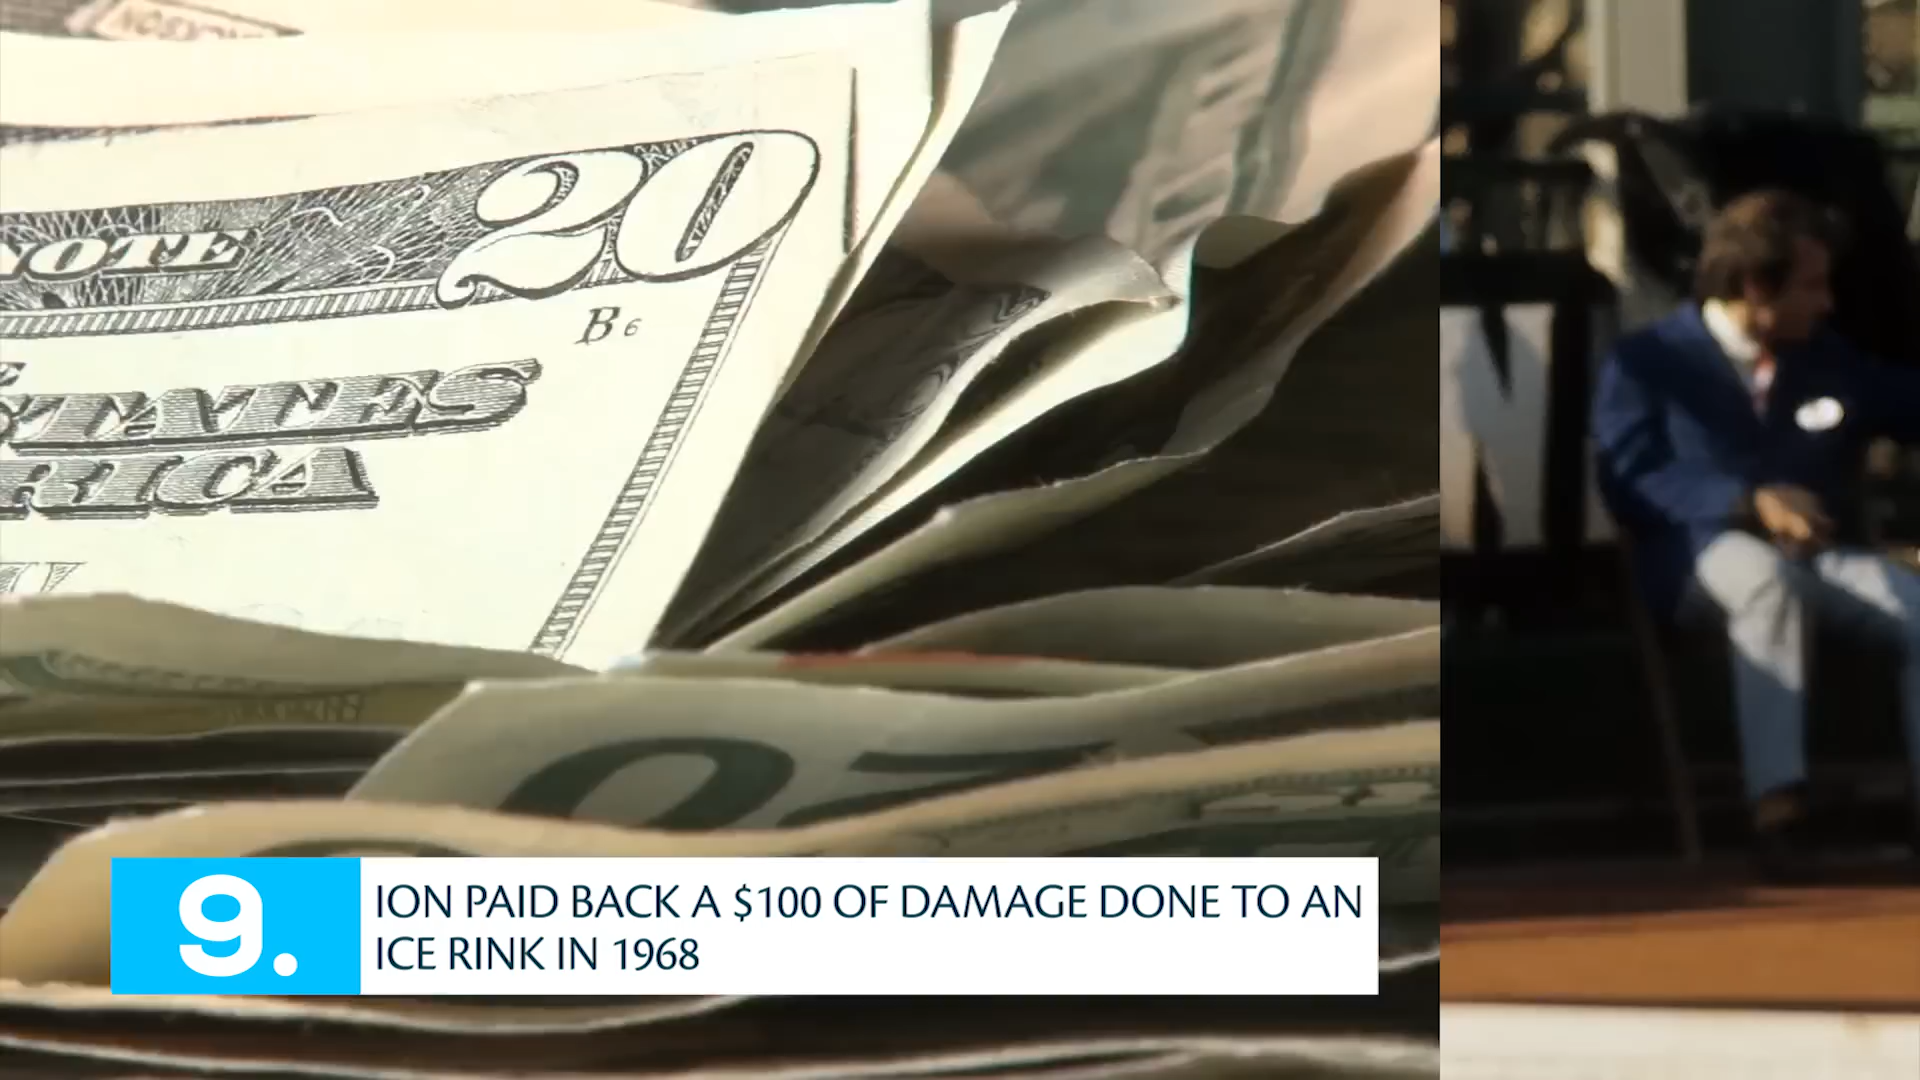 20
NOTE
B6
STATES
RICA
9.
ION PAID BACK A $100 OF DAMAGE DONE TO AN
ICE RINK IN 1968